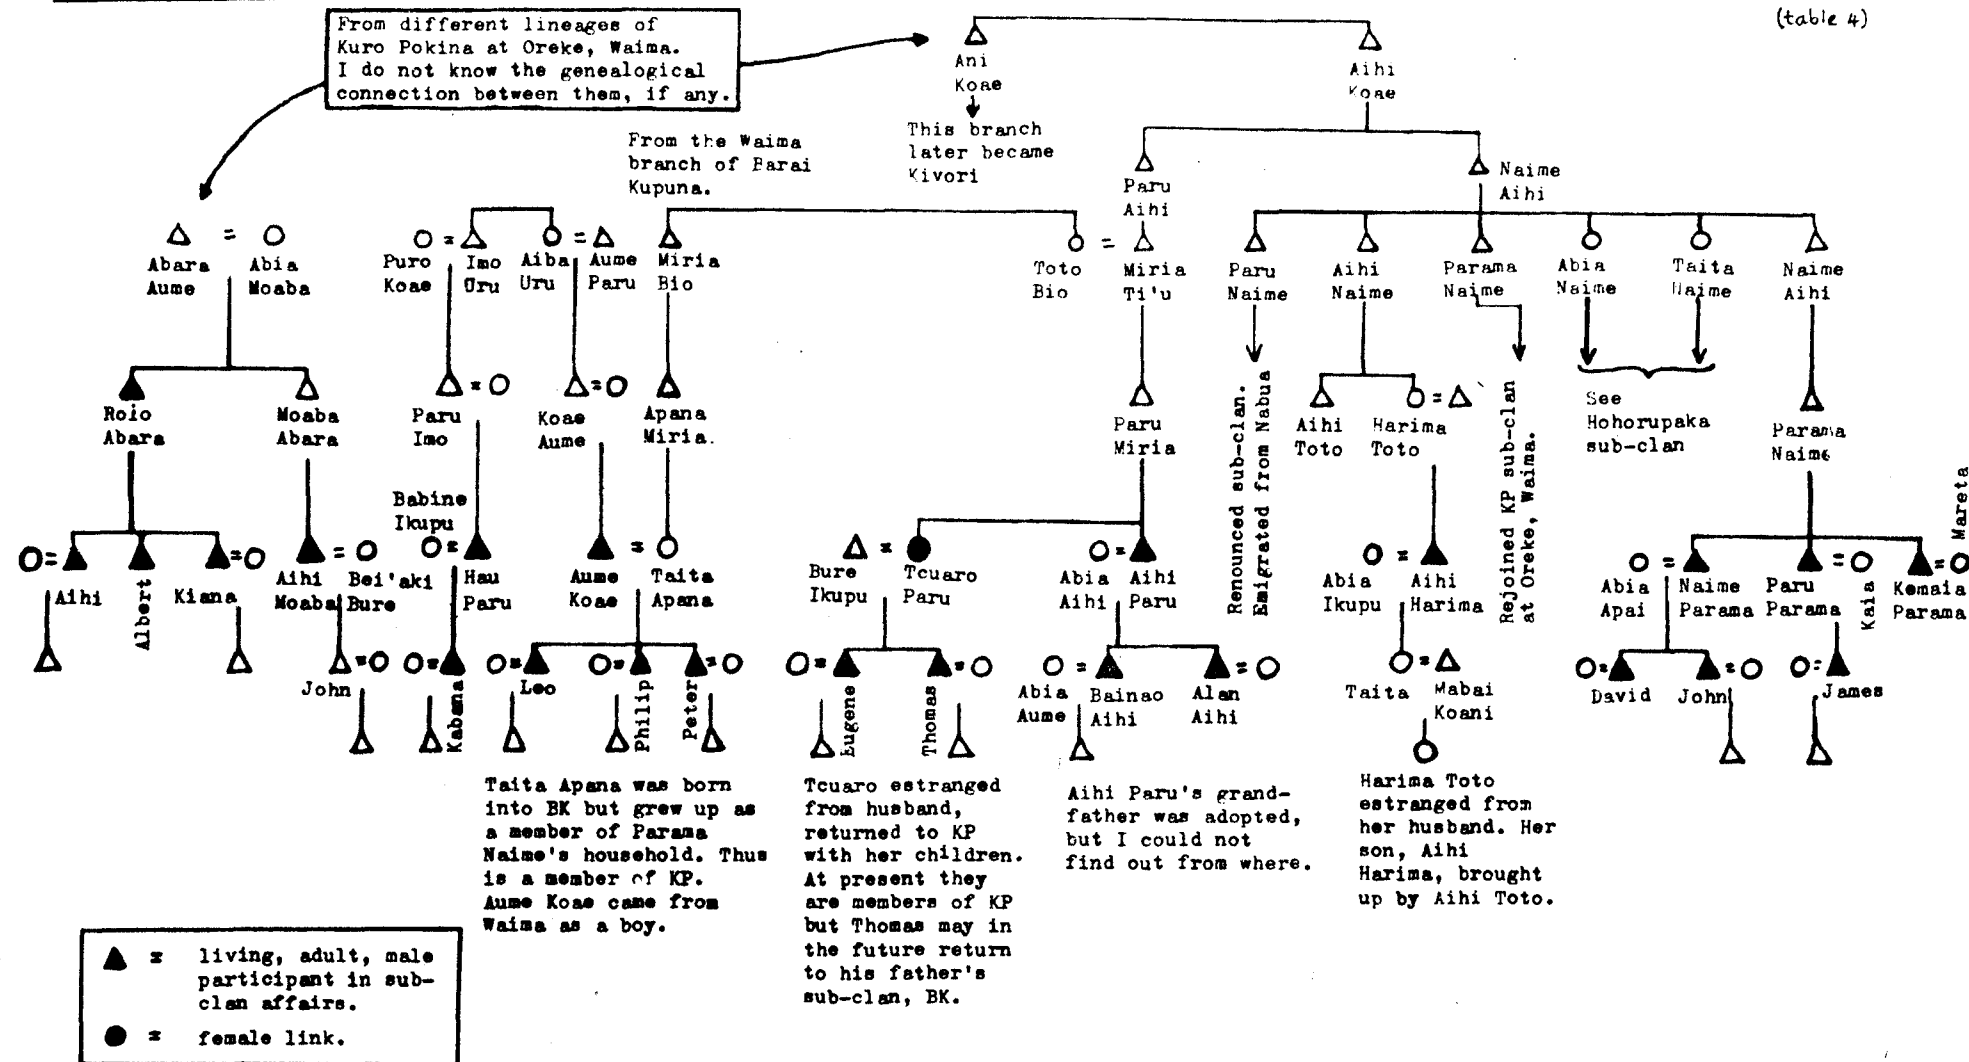 (table 4)
From different lineages of
Kuro Pokina at Oreke, Waima.
I do not know the genealogical
connection between them, if any.
Ani
Koae
Aihi
Koae
This branch
later became
Kivori
From the Waima
branch of Barai
Kupuna.
Paru
Aihi
Naime
Aihi
Abara
Aume
=
Abia
Moaba
Puro
Koae
=
Imo
Uru
Aiba
Uru
=
Aume
Paru
Miria
Bio
Toto
Bio
=
Miria
Ti'u
Paru
Naime
Aihi
Naime
Parama
Naime
Abia
Naime
Taita
Naime
Naime
Aihi
Roio
Abara
Moaba
Abara
Paru
Imo
=
Koae
Aume
=
Apana
Miria.
Paru
Miria
Renounced sub-clan.
Emigrated from Nabua
Aihi
Toto
Harima
Toto
=
Rejoined KP sub-clan
at Oreke, Waima.
See
Hohorupaka
sub-clan
Parama
Naime
=
Aihi
Albert
Kiana
=
Aihi
Moaba
=
Bei'aki
Bure
Babine
Ikupu
=
Hau
Paru
Aume
Koae
=
Taita
Apana
Bure
Ikupu
=
Tcuaro
Paru
Abia
Aihi
=
Aihi
Paru
Abia
Ikupu
=
Aihi
Harima
Abia
Apai
=
Naime
Parama
Paru
Parama
=
Kaia
Kemaia
Parama
=
Mareta
John
=
=
Kabana
=
Leo
=
Philip
Peter
=
=
Eugene
Thomas
=
Abia
Aume
=
Bainao
Aihi
Alan
Aihi
=
Taita
=
Mabai
Koani
=
David
John
=
=
James
Taita Apana was born
into BK but grew up as
a member of Parama
Naime's household. Thus
is a member of KP.
Aume Koae came from
Waima as a boy.
Tcuaro estranged
from husband,
returned to KP
with her children.
At present they
are members of KP
but Thomas may in
the future return
to his father's
sub-clan, BK.
Aihi Paru's grand-
father was adopted,
but I could not
find out from where.
Harima Toto
estranged from
her husband. Her
son, Aihi
Harima, brought
up by Aihi Toto.
= living, adult, male
participant in sub-
clan affairs.
= female link.